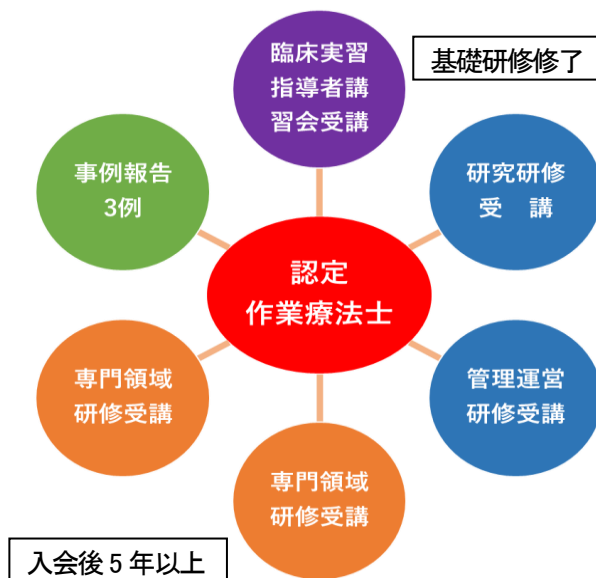 臨床実習
指導者講
習会受講
基礎研修修了
事例報告
3例
研究研修
受　講
認定
作業療法士
専門領域
研修受講
管理運営
研修受講
専門領域
研修受講
入会後 5 年以上